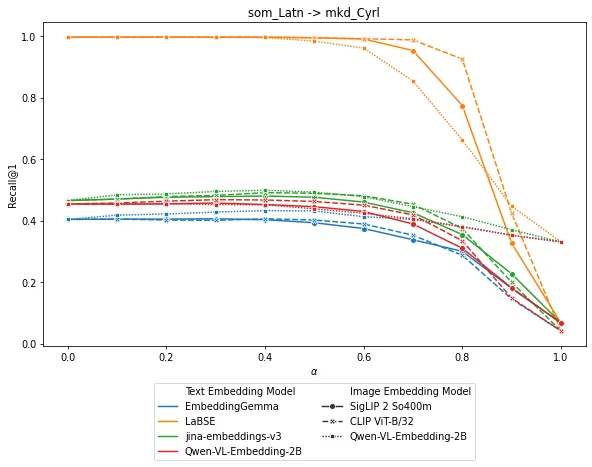 som_Latn -> mkd_Cyrl
Recall@1
1.0
0.8
0.6
0.4
0.2
0.0
0.0 0.2 0.4 0.6 0.8 1.0
α
Text Embedding Model
EmbeddingGemma
LaBSE
jina-embeddings-v3
Qwen-VL-Embedding-2B
Image Embedding Model
SigLIP 2 So400m
CLIP ViT-B/32
Qwen-VL-Embedding-2B